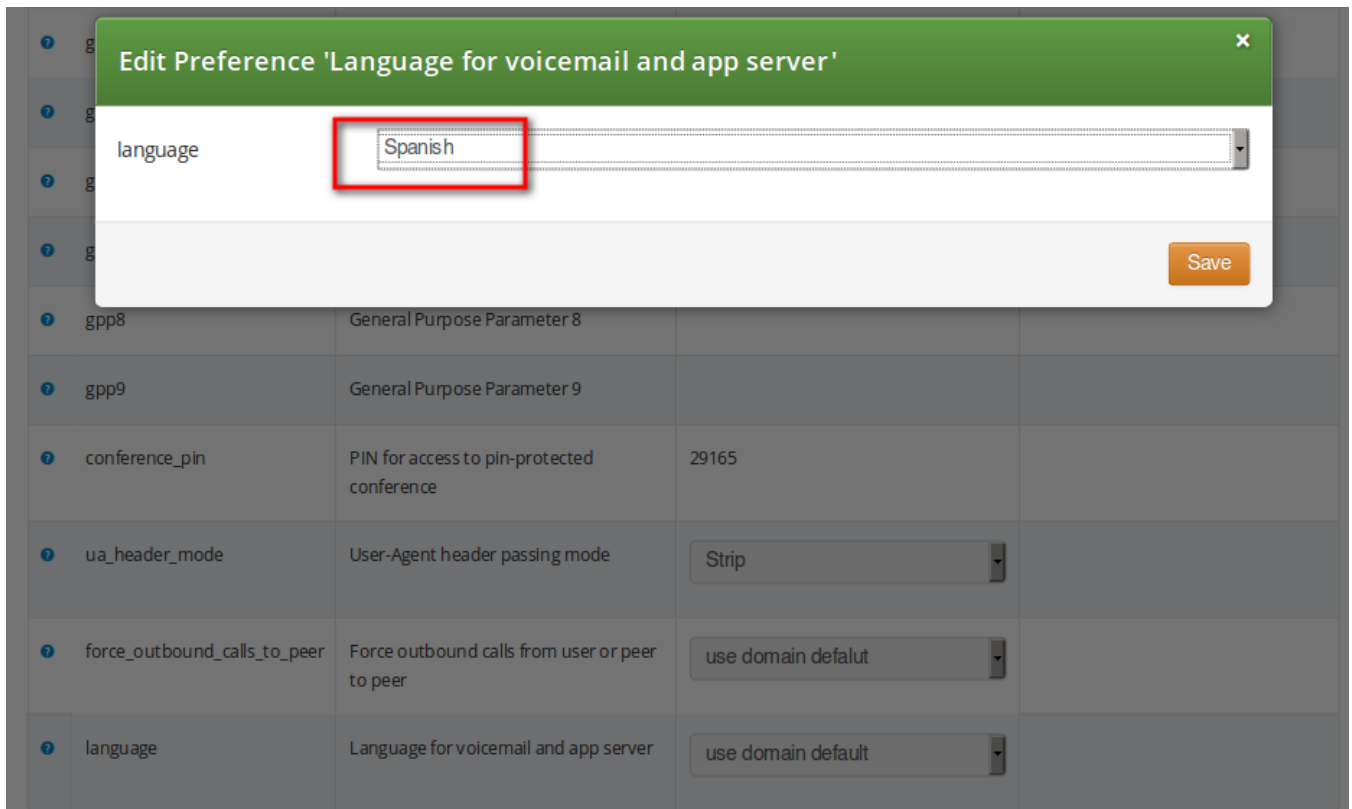 Edit Preference 'Language for voicemail and app server'
×
language
Spanish
Save
g
g
g
g
gpp8 General Purpose Parameter 8
gpp9 General Purpose Parameter 9
conference_pin PIN for access to pin-protected 29165
conference
ua_header_mode User-Agent header passing mode Strip
force_outbound_calls_to_peer Force outbound calls from user or peer use domain defalut
to peer
language Language for voicemail and app server use domain default